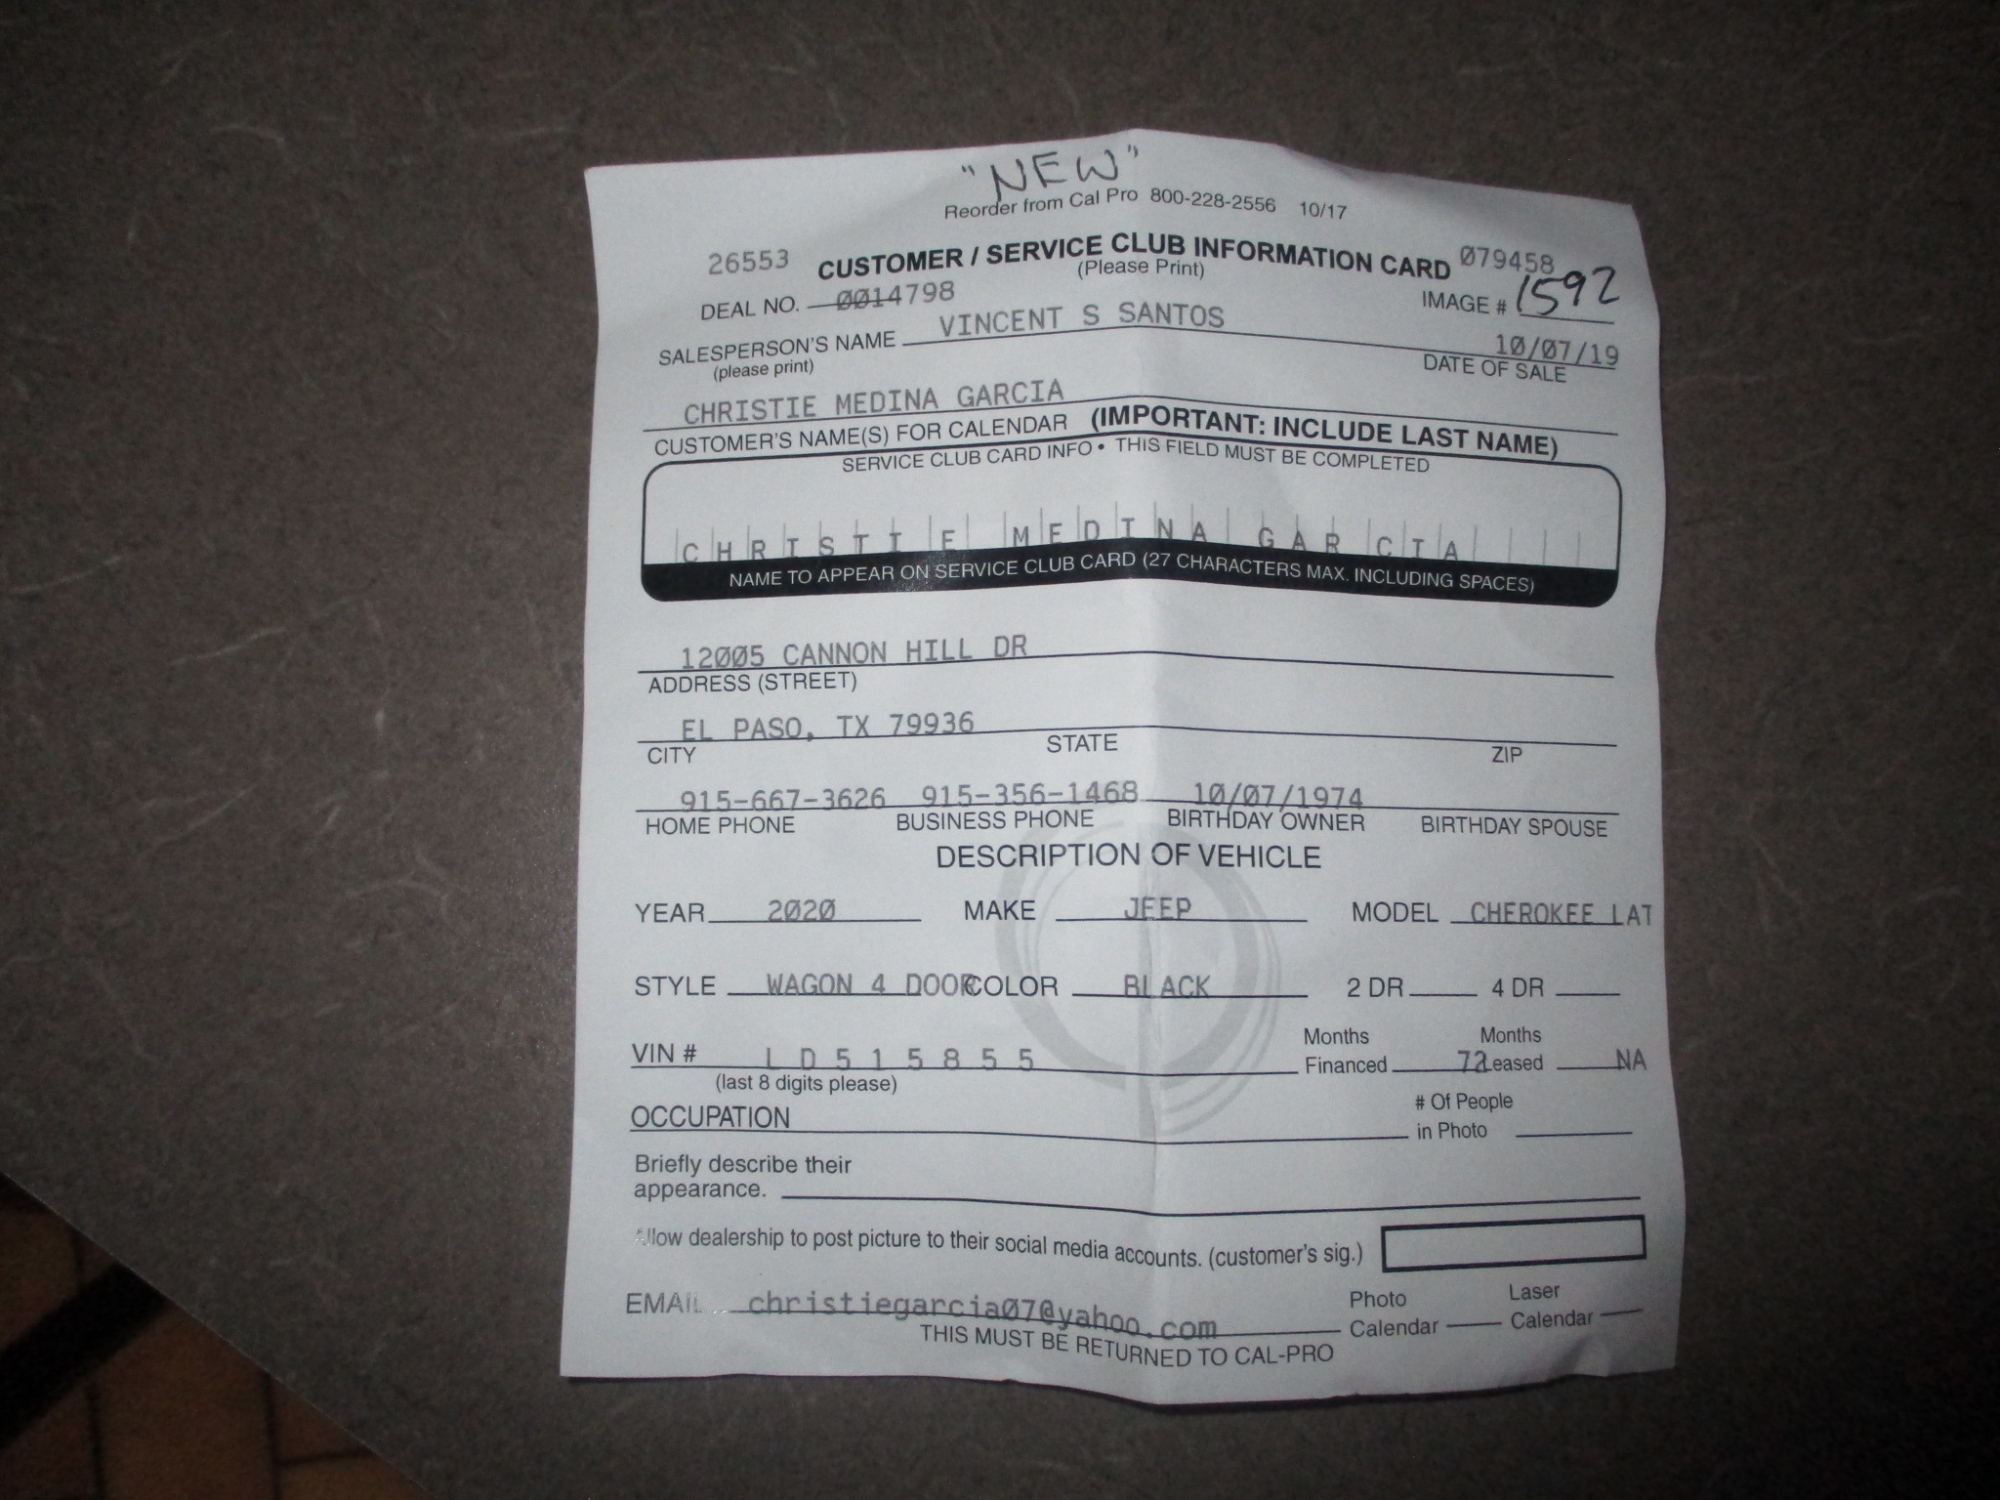 "NEW"
Reorder from Cal Pro 800-228-2556 10/17
26553 CUSTOMER / SERVICE CLUB INFORMATION CARD 079458
(Please Print)
DEAL NO. 0014798 IMAGE # 1592
SALESPERSON'S NAME VINCENT S SANTOS 10/07/19
(please print) DATE OF SALE
CHRISTIE MEDINA GARCIA
CUSTOMER'S NAME(S) FOR CALENDAR (IMPORTANT: INCLUDE LAST NAME)
SERVICE CLUB CARD INFO • THIS FIELD MUST BE COMPLETED
CHRISTIE MEDINA GARCIA
NAME TO APPEAR ON SERVICE CLUB CARD (27 CHARACTERS MAX. INCLUDING SPACES)
12005 CANNON HILL DR
ADDRESS (STREET)
EL PASO, TX 79936
CITY STATE ZIP
915-667-3626 915-356-1468 10/07/1974
HOME PHONE BUSINESS PHONE BIRTHDAY OWNER BIRTHDAY SPOUSE
DESCRIPTION OF VEHICLE
YEAR 2020 MAKE JEEP MODEL CHEROKEE LAT
STYLE WAGON 4 DOOR COLOR BLACK 2 DR 4 DR
Months Months
VIN # L D 5 1 5 8 5 5 Financed 72 Leased NA
(last 8 digits please)
OCCUPATION # Of People
in Photo
Briefly describe their
appearance.
Allow dealership to post picture to their social media accounts. (customer's sig.)
Photo Laser
EMAIL christiegarcia07@yahoo.com Calendar Calendar
THIS MUST BE RETURNED TO CAL-PRO